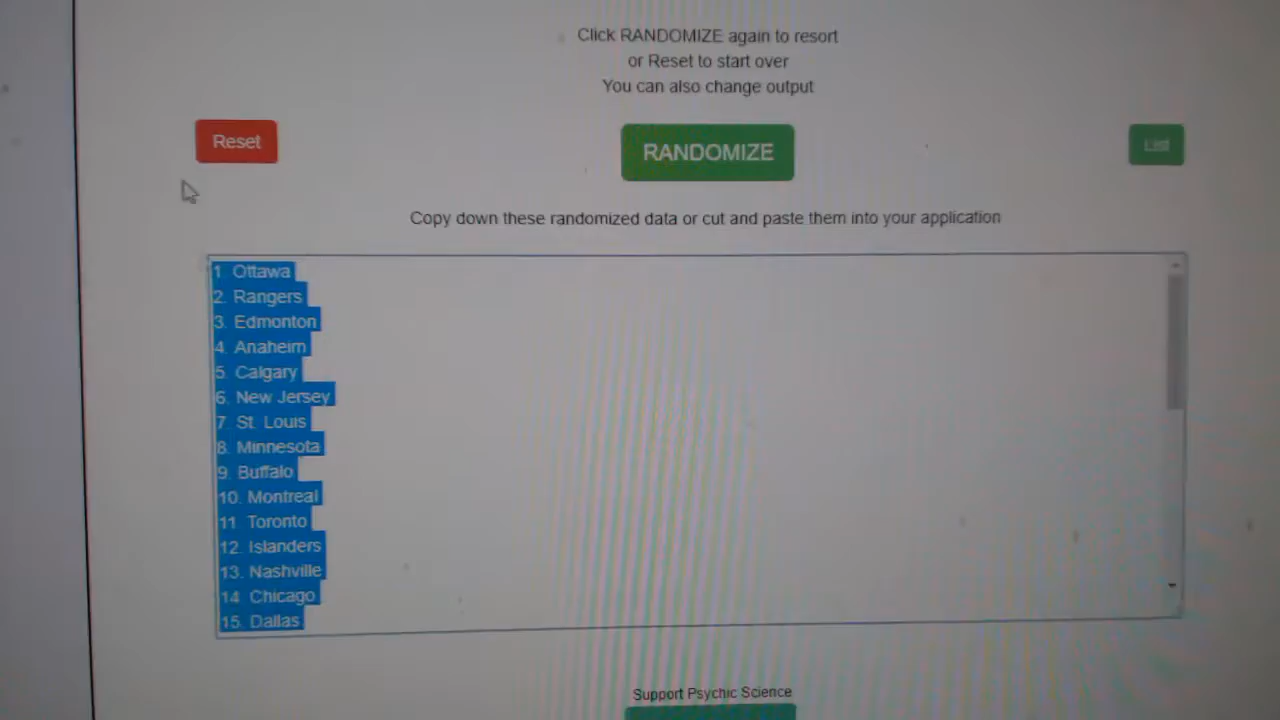 Click RANDOMIZE again to resort
or Reset to start over
You can also change output
Reset
RANDOMIZE
List
Copy down these randomized data or cut and paste them into your application
1. Ottawa
2. Rangers
3. Edmonton
4. Anaheim
5. Calgary
6. New Jersey
7. St. Louis
8. Minnesota
9. Buffalo
10. Montreal
11. Toronto
12. Islanders
13. Nashville
14. Chicago
15. Dallas
Support Psychic Science